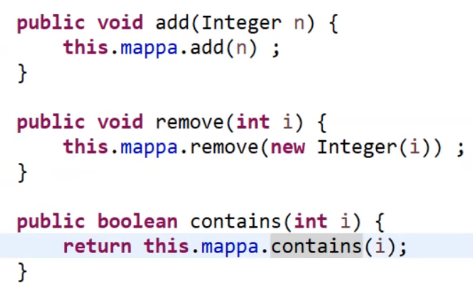 public void add(Integer n) {
this.mappa.add(n) ;
}
public void remove(int i) {
this.mappa.remove(new Integer(i)) ;
}
public boolean contains(int i) {
return this.mappa.contains(i);
}